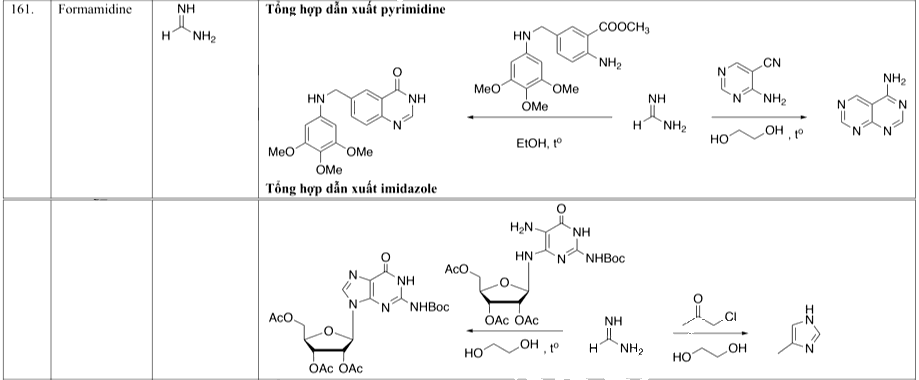 161.
Formamidine
NH
H
NH2
Tổng hợp dẫn xuất pyrimidine
O
HN
NH
N
MeO
OMe
OMe
HN
COOCH3
NH2
MeO
OMe
OMe
EtOH, tº
NH
H
NH2
N
CN
N
NH2
HO
OH , tº
NH2
N
N
N
N
Tổng hợp dẫn xuất imidazole
O
N
NH
N
N
NHBoc
AcO
O
OAc OAc
O
H2N
NH
HN
N
NHBoc
AcO
O
OAc OAc
HO
OH , tº
NH
H
NH2
O
Cl
HO
OH
H
N
N